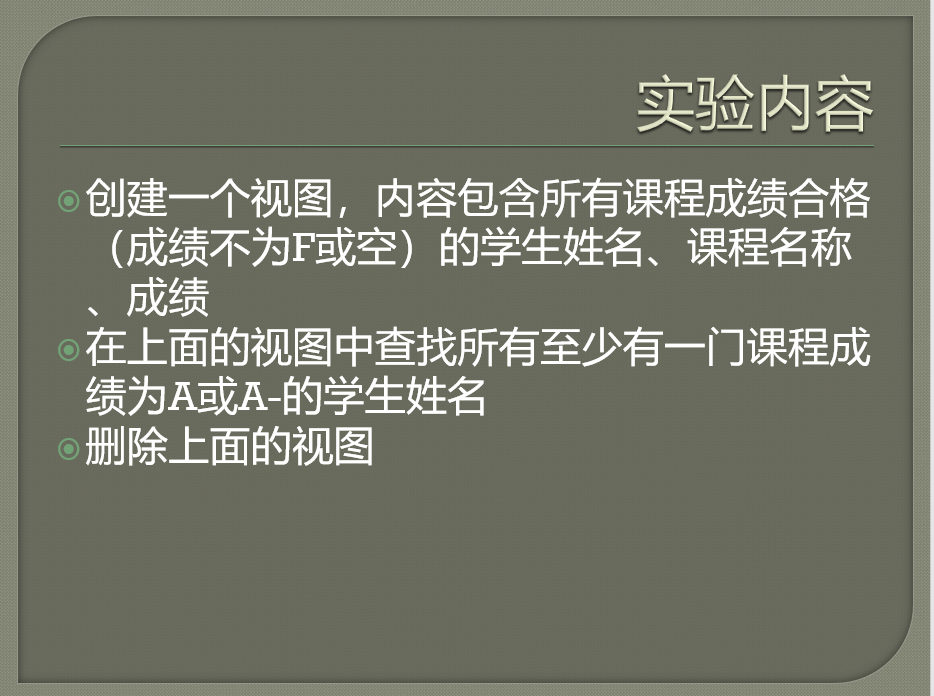 实验内容
创建一个视图，内容包含所有课程成绩合格
（成绩不为F或空）的学生姓名、课程名称
、成绩
在上面的视图中查找所有至少有一门课程成
绩为A或A-的学生姓名
删除上面的视图